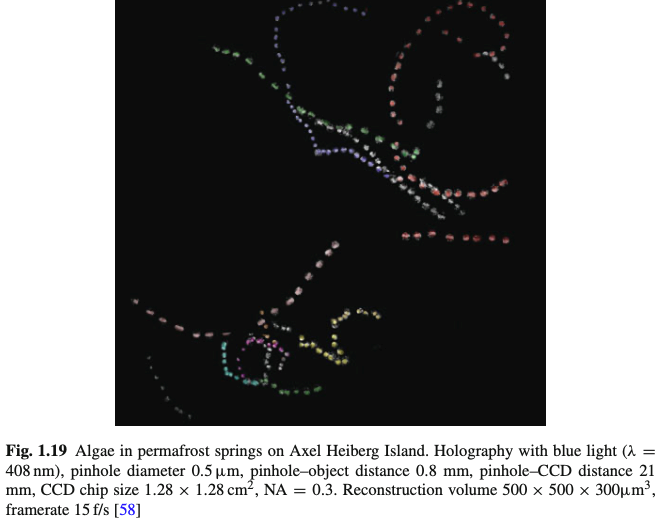 Fig. 1.19 Algae in permafrost springs on Axel Heiberg Island. Holography with blue light (λ =
408 nm), pinhole diameter 0.5 μm, pinhole–object distance 0.8 mm, pinhole–CCD distance 21
mm, CCD chip size 1.28 × 1.28 cm², NA = 0.3. Reconstruction volume 500 × 500 × 300μm³,
framerate 15 f/s [58]